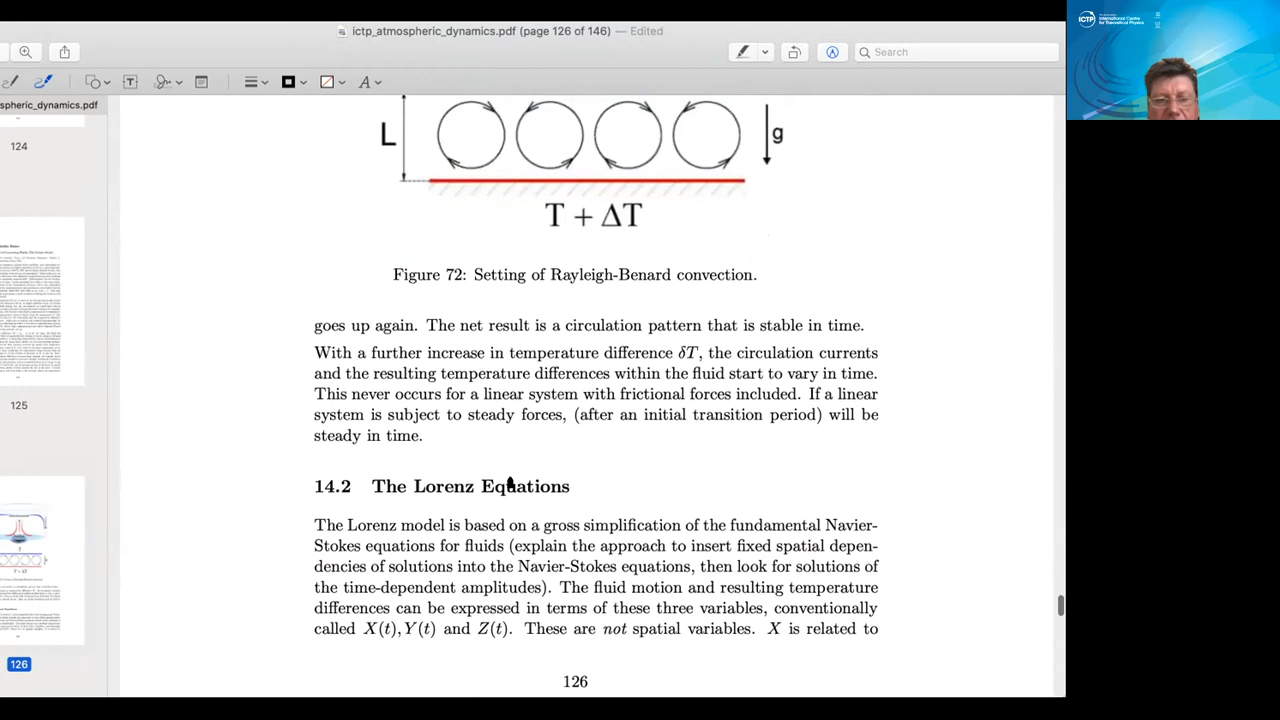 ictp_atmospheric_dynamics.pdf (page 126 of 146) — Edited
Search
spheric_dynamics.pdf
124
125
126
L
g
T + ΔT
Figure 72: Setting of Rayleigh-Benard convection.
goes up again. The net result is a circulation pattern that is stable in time.
With a further increase in temperature difference δT, the circulation currents
and the resulting temperature differences within the fluid start to vary in time.
This never occurs for a linear system with frictional forces included. If a linear
system is subject to steady forces, (after an initial transition period) will be
steady in time.
14.2 The Lorenz Equations
The Lorenz model is based on a gross simplification of the fundamental Navier-
Stokes equations for fluids (explain the approach to insert fixed spatial depen-
dencies of solutions into the Navier-Stokes equations, then look for solutions of
the time-dependent amplitudes). The fluid motion and resulting temperature
differences can be expressed in terms of these three variables, conventionally
called X(t), Y(t) and Z(t). These are not spatial variables. X is related to
126
ICTP
International Centre
for Theoretical Physics